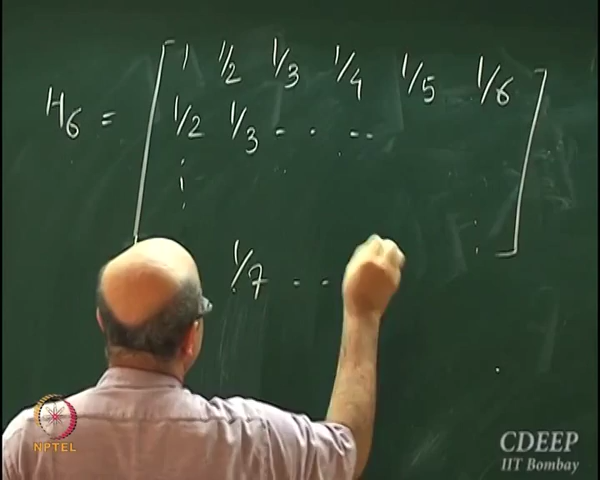 H6 = [ 1 1/2 1/3 1/4 1/5 1/6 ]
1/2 1/3 - . --
1/7 - -
NPTEL
CDEEP
IIT Bombay